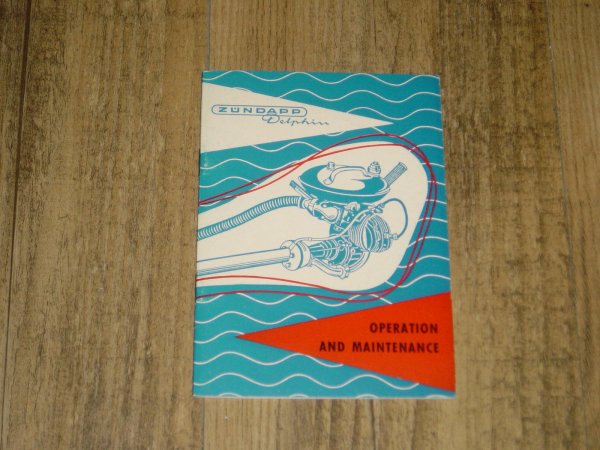 ZÜNDAPP
Delphin
OPERATION
AND MAINTENANCE